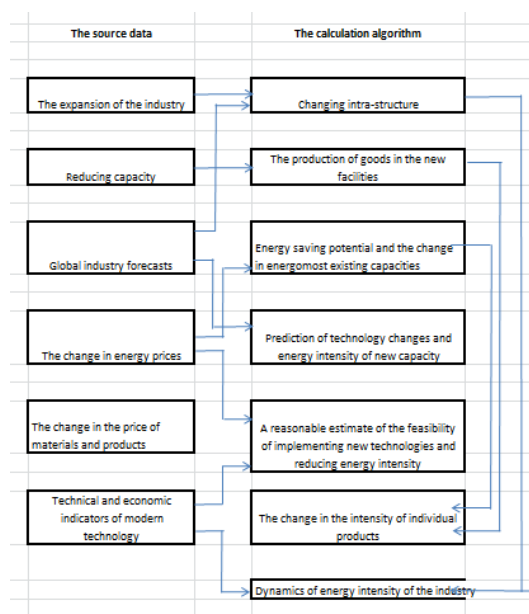 The source data
The calculation algorithm
The expansion of the industry
Changing intra-structure
Reducing capacity
The production of goods in the new
facilities
Global industry forecasts
Energy saving potential and the change
in energomost existing capacities
The change in energy prices
Prediction of technology changes and
energy intensity of new capacity
The change in the price of
materials and products
A reasonable estimate of the feasibility
of implementing new technologies and
reducing energy intensity
Technical and economic
indicators of modern
technology
The change in the intensity of individual
products
Dynamics of energy intensity of the industry